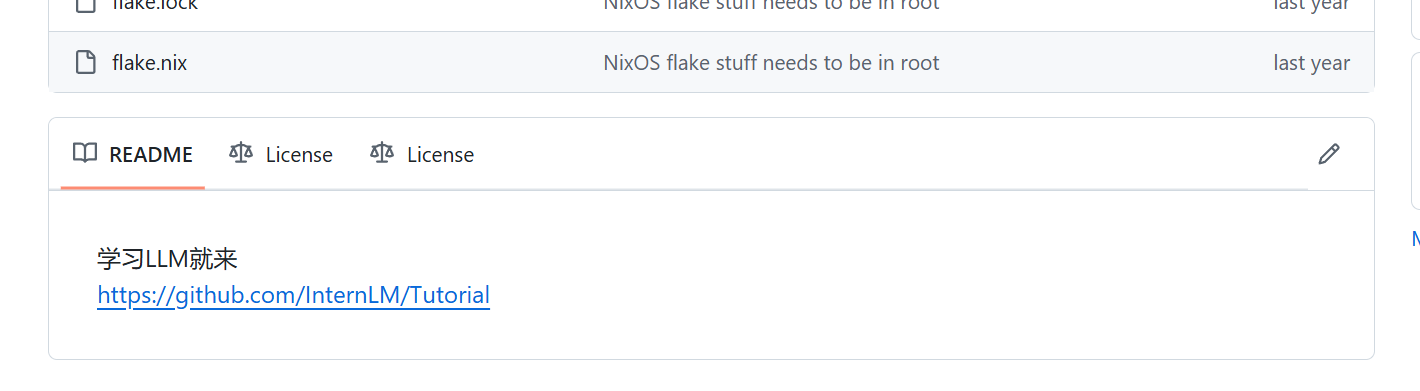 flake.lock NixOS flake stuff needs to be in root last year
flake.nix NixOS flake stuff needs to be in root last year
README License License
学习LLM就来
https://github.com/InternLM/Tutorial